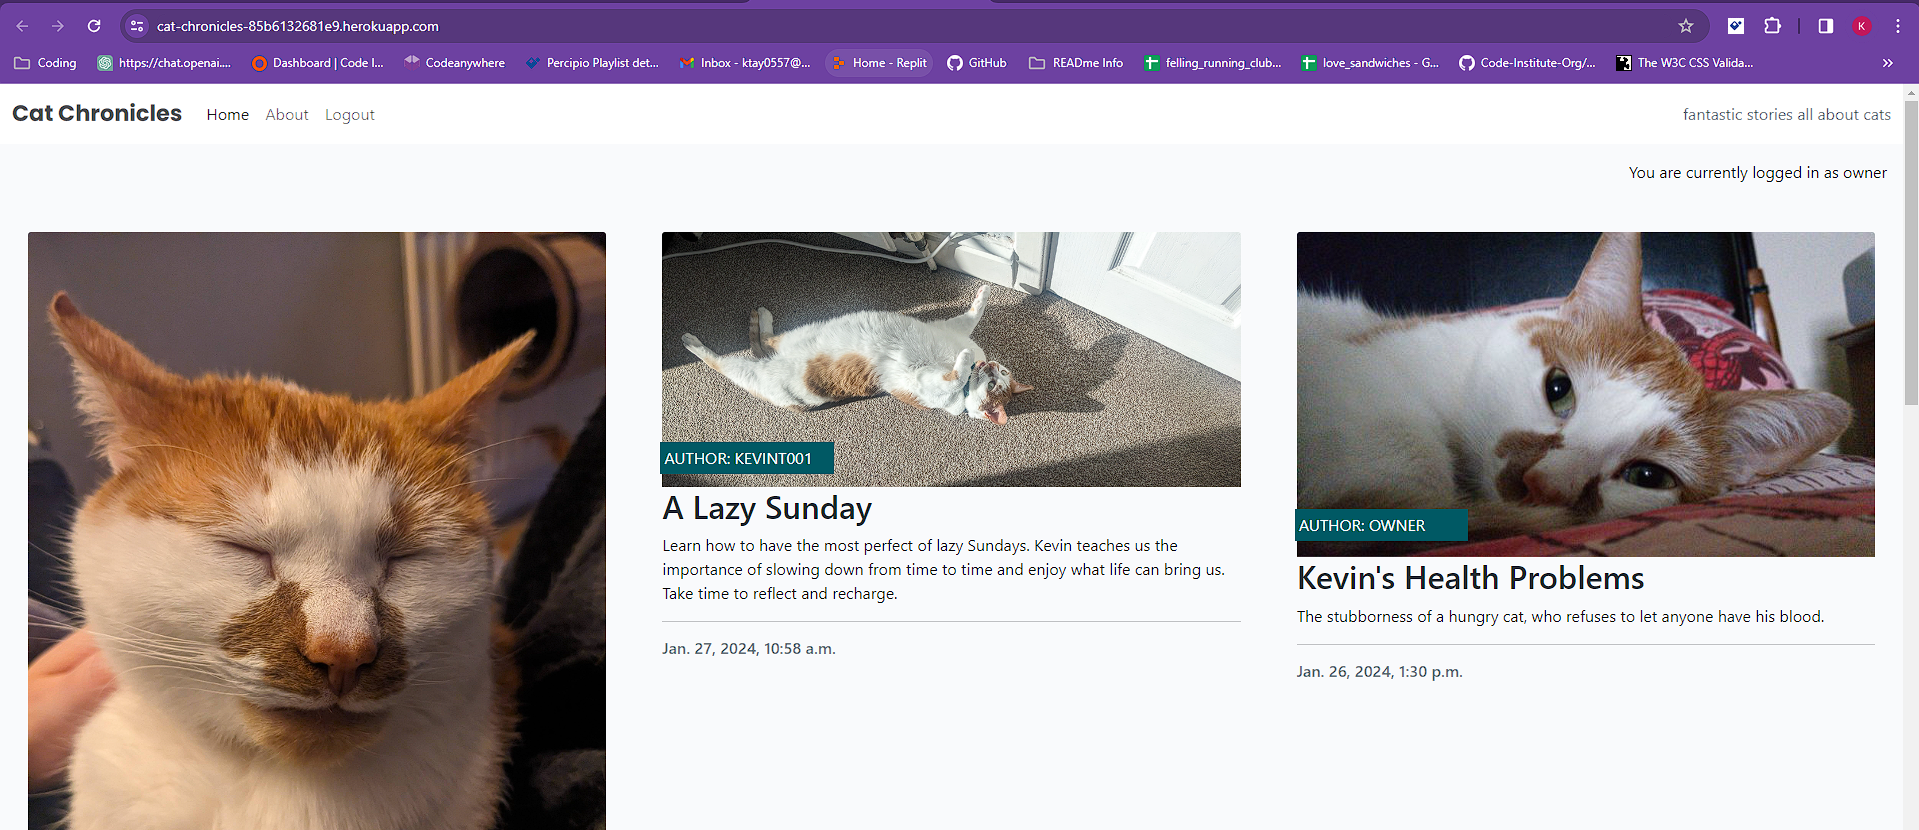 cat-chronicles-85b6132681e9.herokuapp.com
K
Coding
https://chat.openai....
Dashboard | Code I...
Codeanywhere
Percipio Playlist det...
Inbox - ktay0557@...
Home - Replit
GitHub
READme Info
felling_running_club...
love_sandwiches - G...
Code-Institute-Org/...
The W3C CSS Valida...
»
Cat Chronicles
Home
About
Logout
fantastic stories all about cats
You are currently logged in as owner
AUTHOR: KEVINT001
A Lazy Sunday
Learn how to have the most perfect of lazy Sundays. Kevin teaches us the
importance of slowing down from time to time and enjoy what life can bring us.
Take time to reflect and recharge.
Jan. 27, 2024, 10:58 a.m.
AUTHOR: OWNER
Kevin's Health Problems
The stubborness of a hungry cat, who refuses to let anyone have his blood.
Jan. 26, 2024, 1:30 p.m.